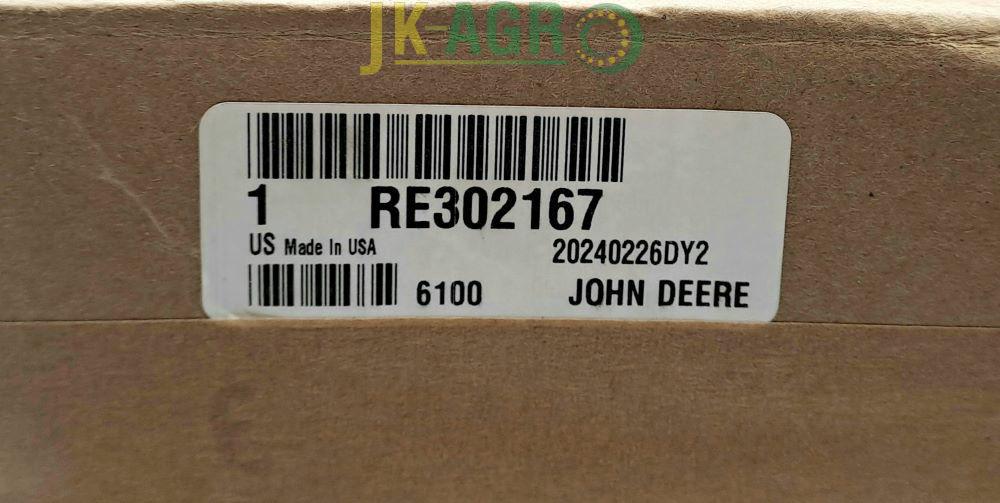 JK-AGRO
1 RE302167
US Made In USA 20240226DY2
6100 JOHN DEERE